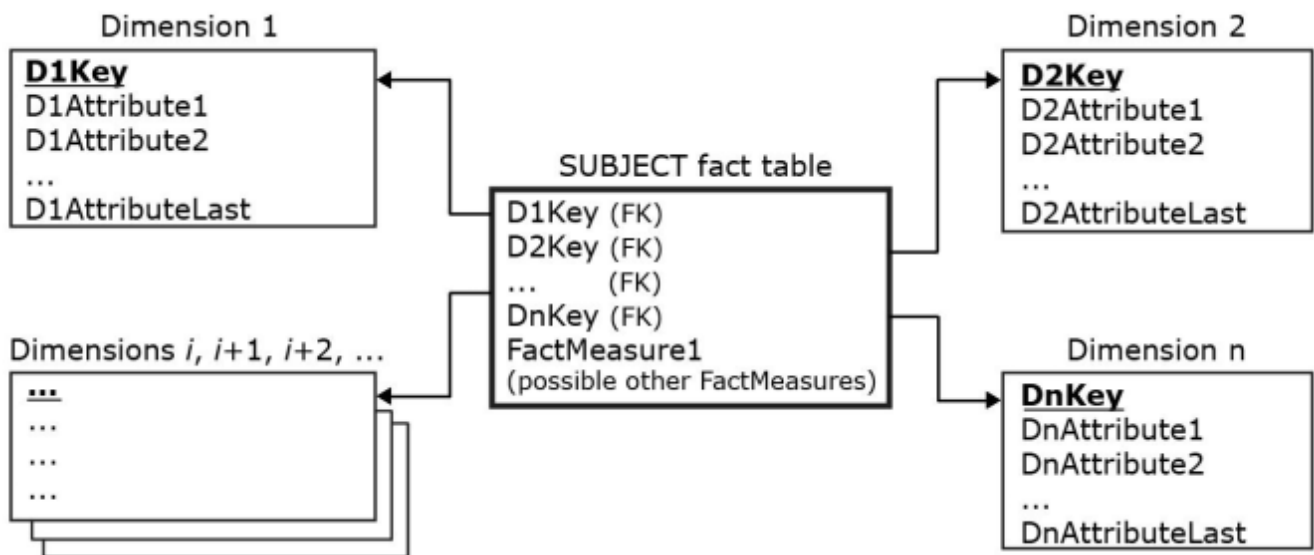 Dimension 1
D1Key
D1Attribute1
D1Attribute2
...
D1AttributeLast
Dimension 2
D2Key
D2Attribute1
D2Attribute2
...
D2AttributeLast
SUBJECT fact table
D1Key (FK)
D2Key (FK)
... (FK)
DnKey (FK)
FactMeasure1
(possible other FactMeasures)
Dimensions i, i+1, i+2, ...
...
...
...
...
Dimension n
DnKey
DnAttribute1
DnAttribute2
...
DnAttributeLast